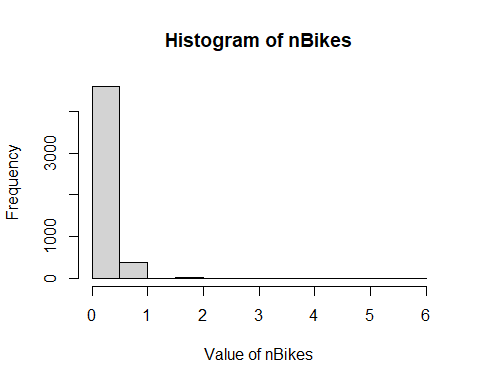 Histogram of nBikes
Frequency
0 1000 3000
0 1 2 3 4 5 6
Value of nBikes